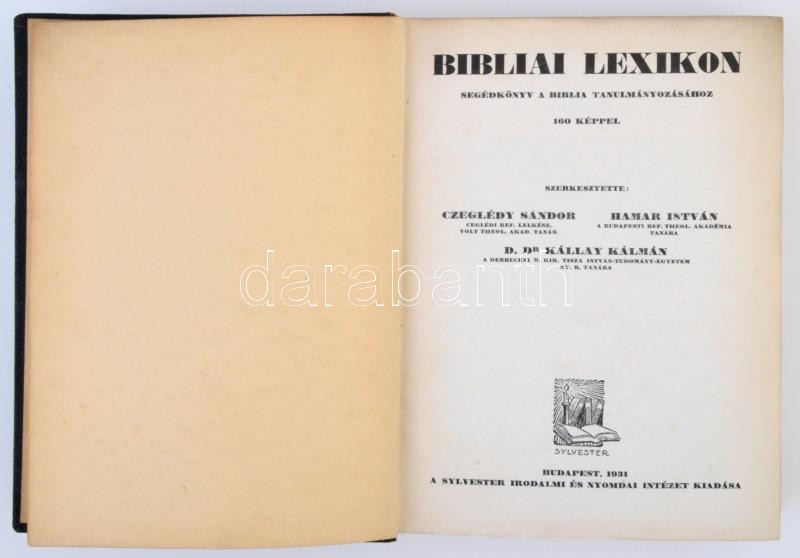 BIBLIAI LEXIKON
SEGÉDKÖNYV A BIBLIA TANULMÁNYOZÁSÁHOZ
160 KÉPPEL
SZERKESZTETTE:
CZEGLÉDY SÁNDOR
CEGLÉDI REF. LELKÉSZ,
VOLT THEOL. AKAD. TANÁR
HAMAR ISTVÁN
A BUDAPESTI REF. THEOL. AKADÉMIA
TANÁRA
D. DR KÁLLAY KÁLMÁN
A DEBRECENI M. KIR. TISZA ISTVÁN-TUDOMÁNY-EGYETEM
NY. R. TANÁRA
darabanth
SYLVESTER
BUDAPEST, 1931
A SYLVESTER IRODALMI ÉS NYOMDAI INTÉZET KIADÁSA